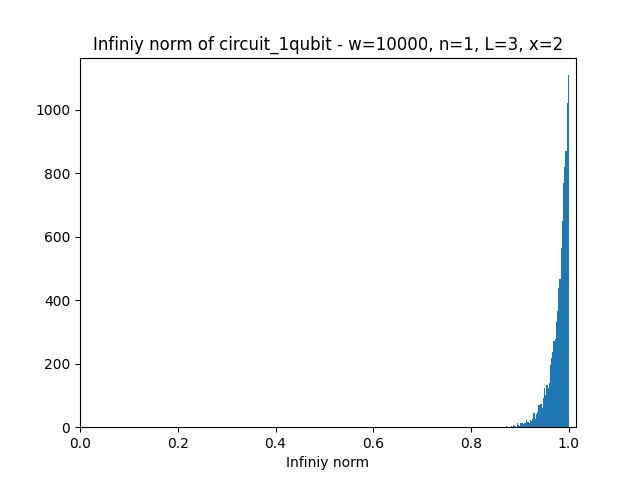 Infiniy norm of circuit_1qubit - w=10000, n=1, L=3, x=2
1000
800
600
400
200
0
0.0 0.2 0.4 0.6 0.8 1.0
Infiniy norm